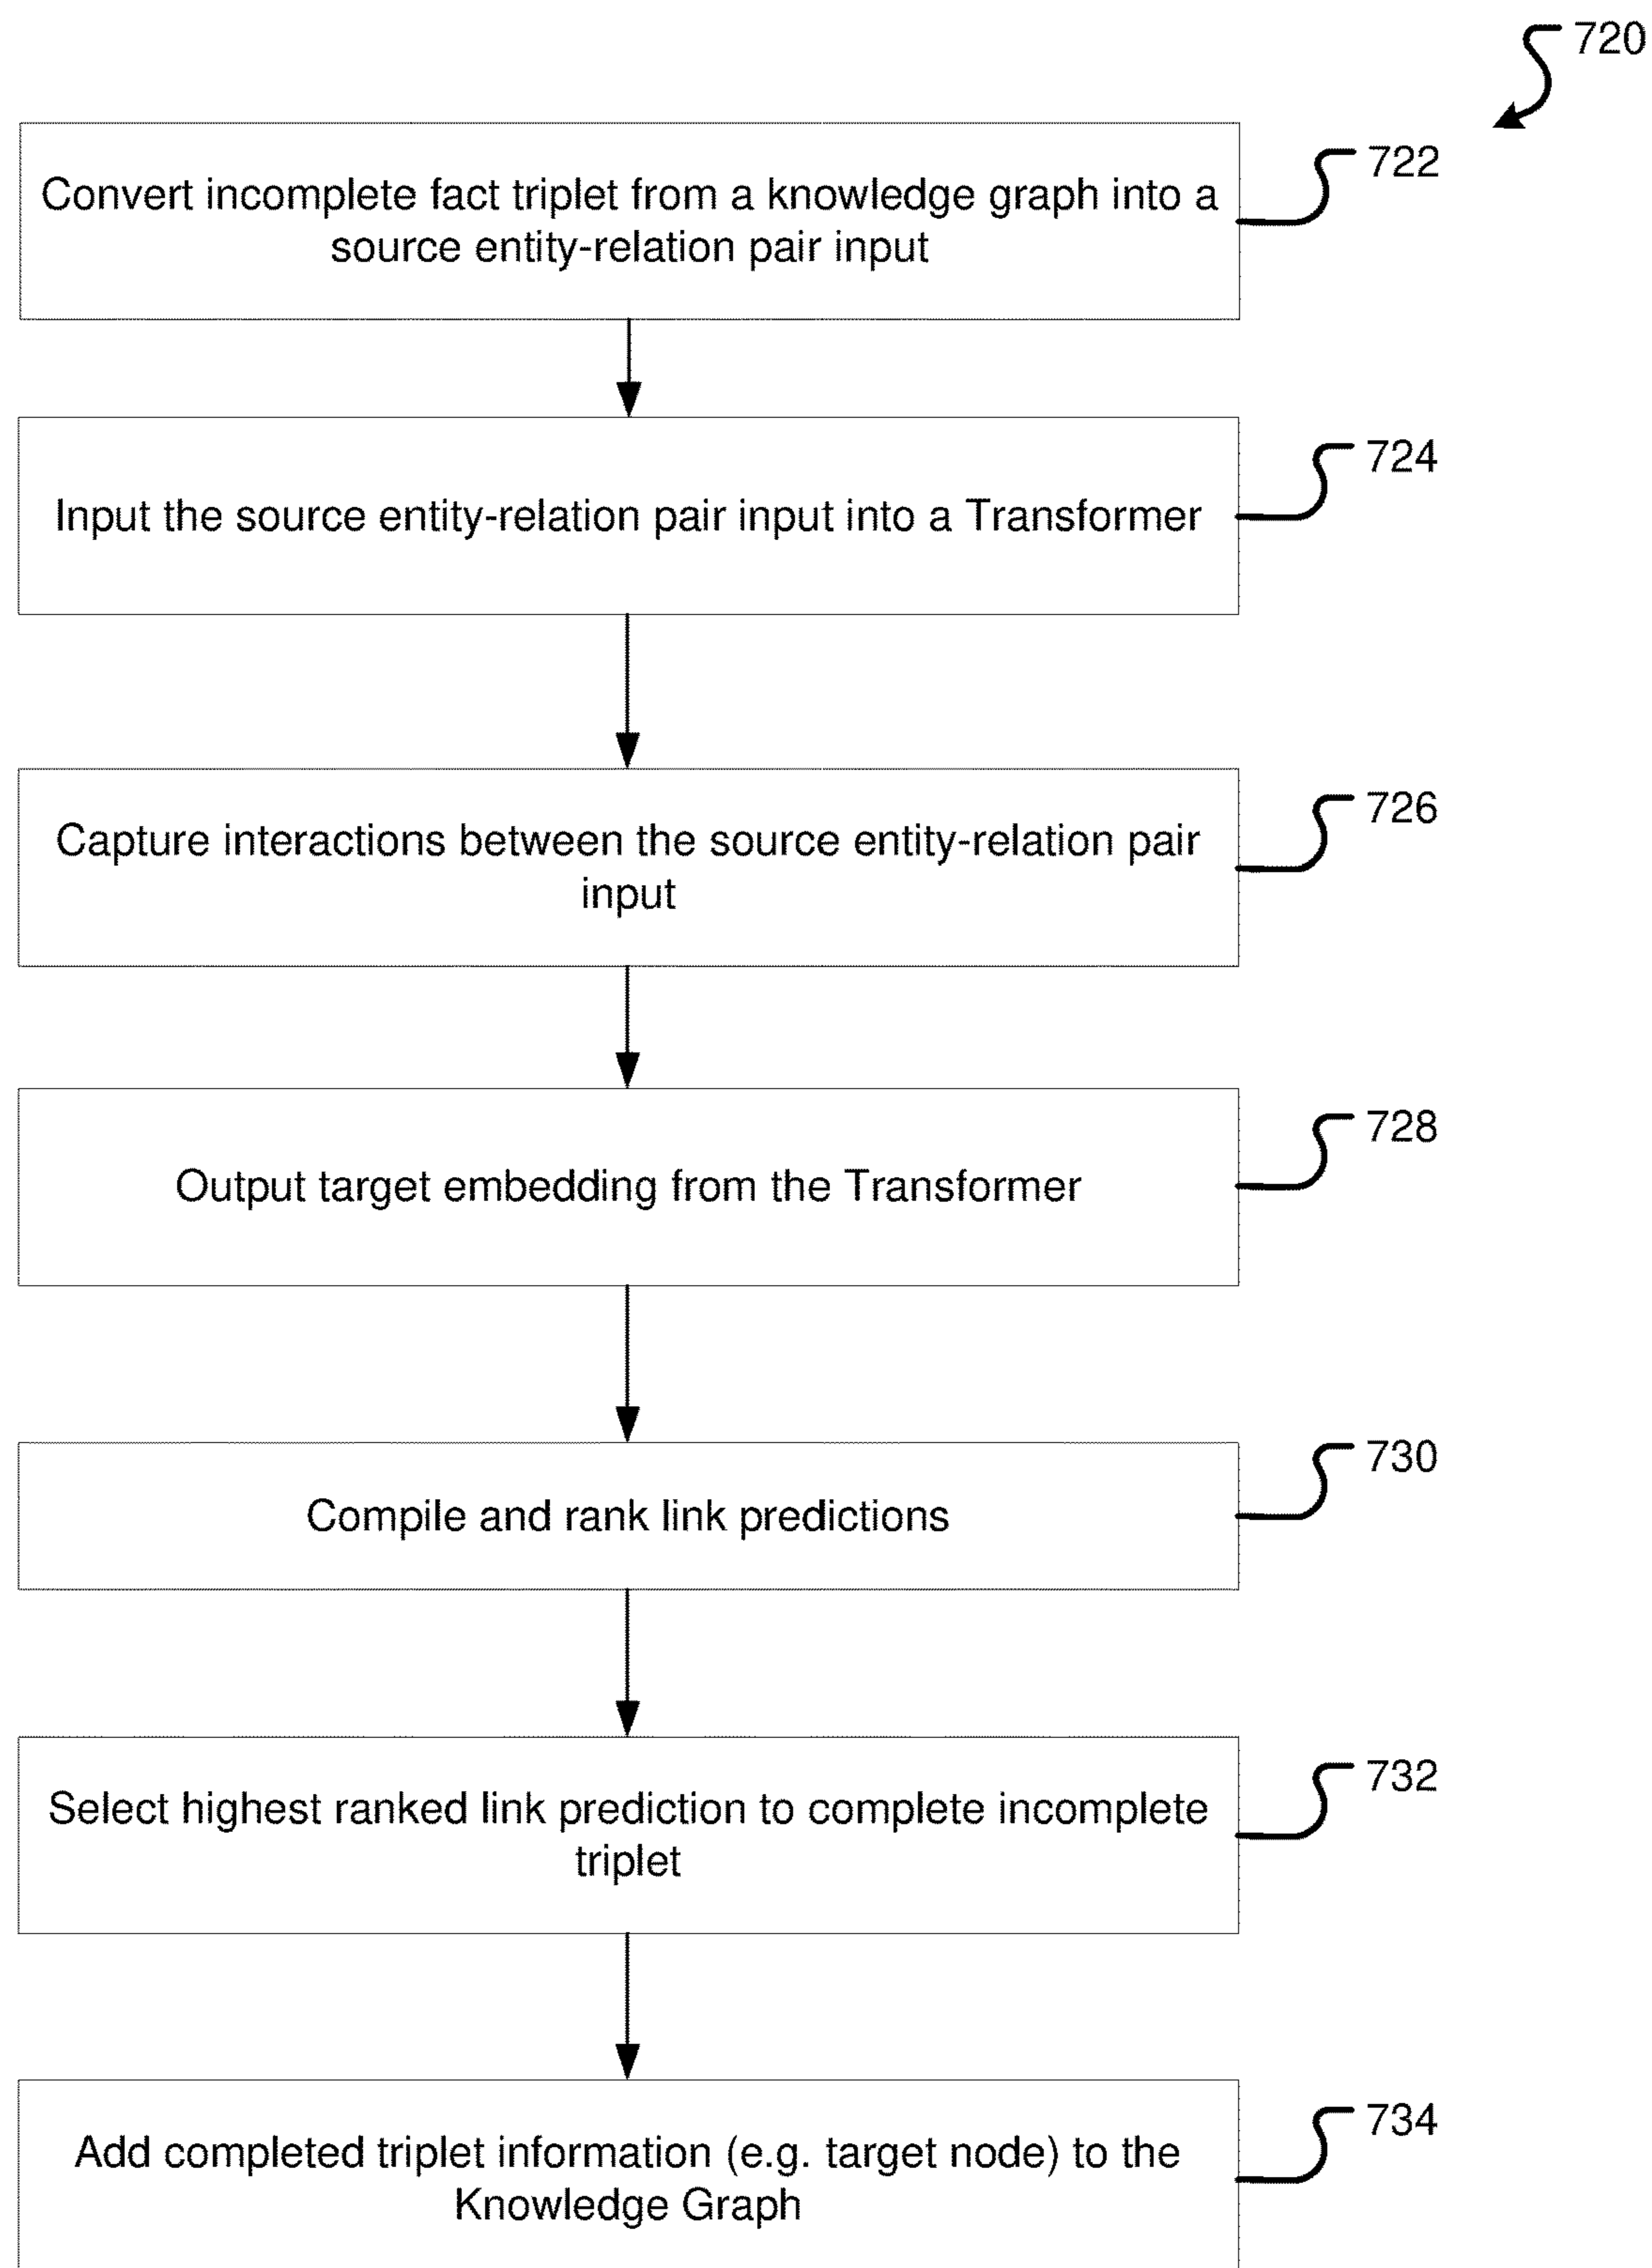 720
Convert incomplete fact triplet from a knowledge graph into a
source entity-relation pair input
722
Input the source entity-relation pair input into a Transformer
724
Capture interactions between the source entity-relation pair
input
726
Output target embedding from the Transformer
728
Compile and rank link predictions
730
Select highest ranked link prediction to complete incomplete
triplet
732
Add completed triplet information (e.g. target node) to the
Knowledge Graph
734